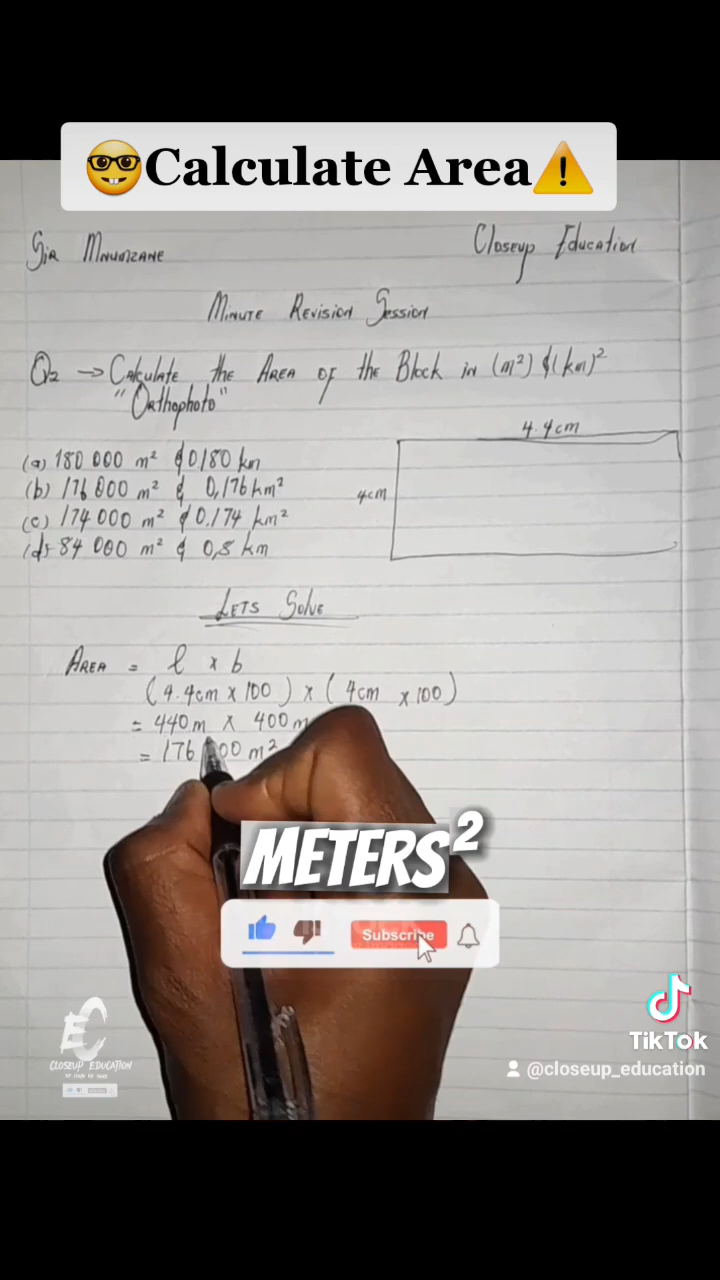 🤓Calculate Area⚠️
Sir Mnumzane
Closeup Education
Minute Revision Session
Q2 → Calculate the Area of the Block in (m²) & (km)²
"Orthophoto"
4.4cm
4cm
(a) 180 000 m² & 0,180 km
(b) 176 000 m² & 0,176 km²
(c) 174 000 m² & 0.174 km²
(d) 84 000 m² & 0,8 km
Lets Solve
Area = l x b
(4.4cm x 100) x (4cm x 100)
= 440m x 400m
= 176 00 m²
METERS²
Subscribe
CLOSEUP EDUCATION
TikTok
@closeup_education